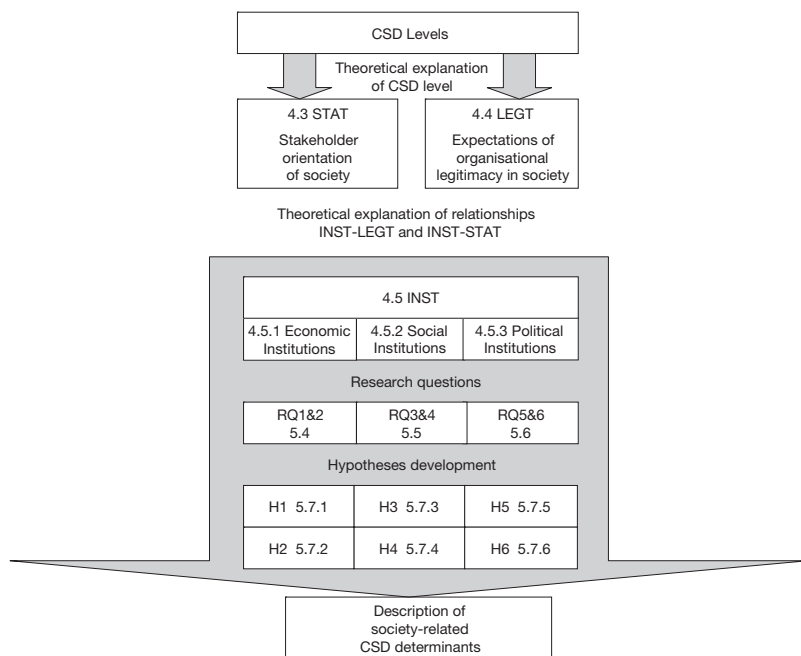 CSD Levels
Theoretical explanation
of CSD level
4.3 STAT
Stakeholder
orientation
of society
4.4 LEGT
Expectations of
organisational
legitimacy in society
Theoretical explanation of relationships
INST-LEGT and INST-STAT
4.5 INST
4.5.1 Economic
Institutions
4.5.2 Social
Institutions
4.5.3 Political
Institutions
Research questions
RQ1&2
5.4
RQ3&4
5.5
RQ5&6
5.6
Hypotheses development
H1 5.7.1
H3 5.7.3
H5 5.7.5
H2 5.7.2
H4 5.7.4
H6 5.7.6
Description of
society-related
CSD determinants